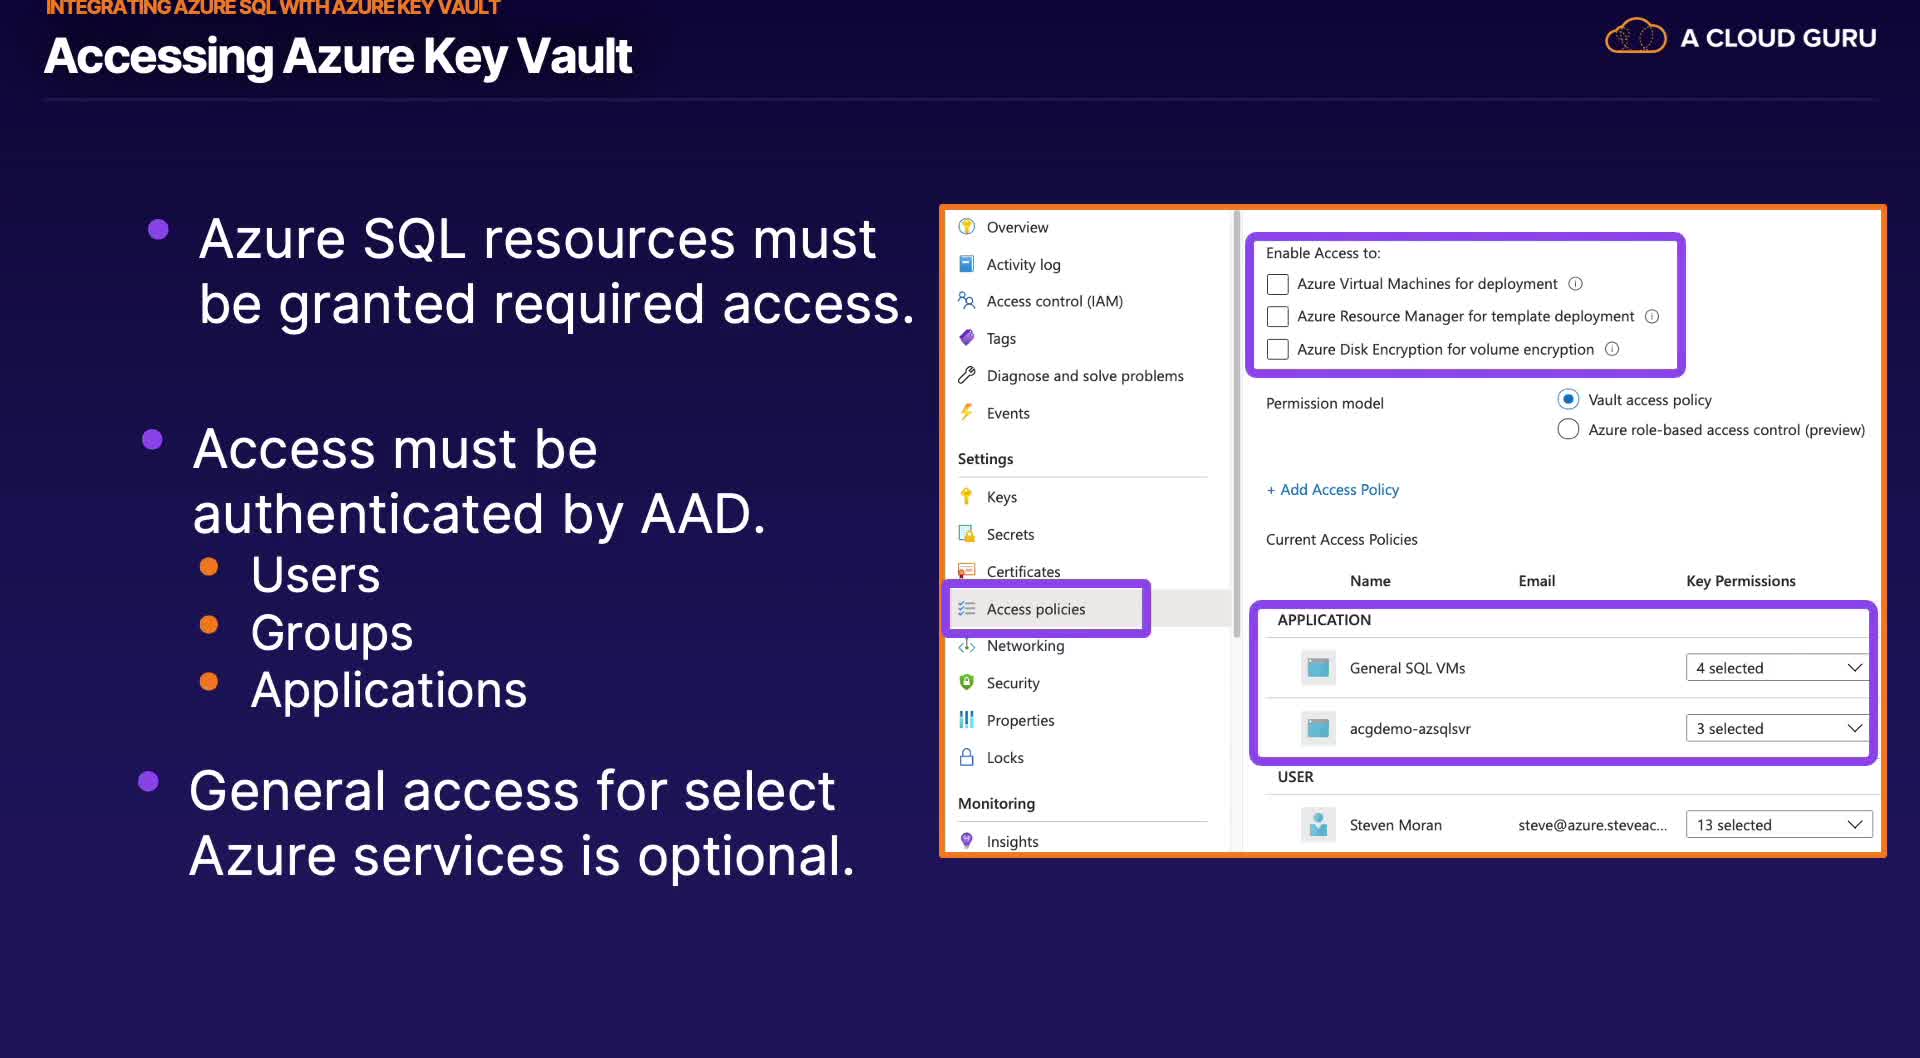 INTEGRATING AZURE SQL WITH AZURE KEY VAULT
Accessing Azure Key Vault
A CLOUD GURU
Azure SQL resources must
be granted required access.
Access must be
authenticated by AAD.
Users
Groups
Applications
General access for select
Azure services is optional.
Overview
Activity log
Access control (IAM)
Tags
Diagnose and solve problems
Events
Settings
Keys
Secrets
Certificates
Access policies
Networking
Security
Properties
Locks
Monitoring
Insights
Enable Access to:
Azure Virtual Machines for deployment
Azure Resource Manager for template deployment
Azure Disk Encryption for volume encryption
Permission model
Vault access policy
Azure role-based access control (preview)
+ Add Access Policy
Current Access Policies
Name Email Key Permissions
APPLICATION
General SQL VMs 4 selected
acgdemo-azsqlsvr 3 selected
USER
Steven Moran steve@azure.steveac... 13 selected